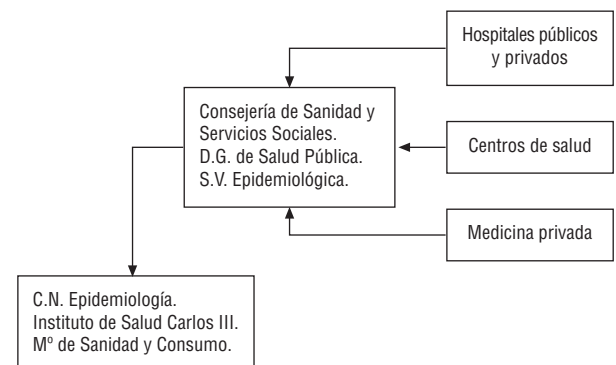 Hospitales públicos
y privados
Consejería de Sanidad y
Servicios Sociales.
D.G. de Salud Pública.
S.V. Epidemiológica.
Centros de salud
Medicina privada
C.N. Epidemiología.
Instituto de Salud Carlos III.
Mº de Sanidad y Consumo.